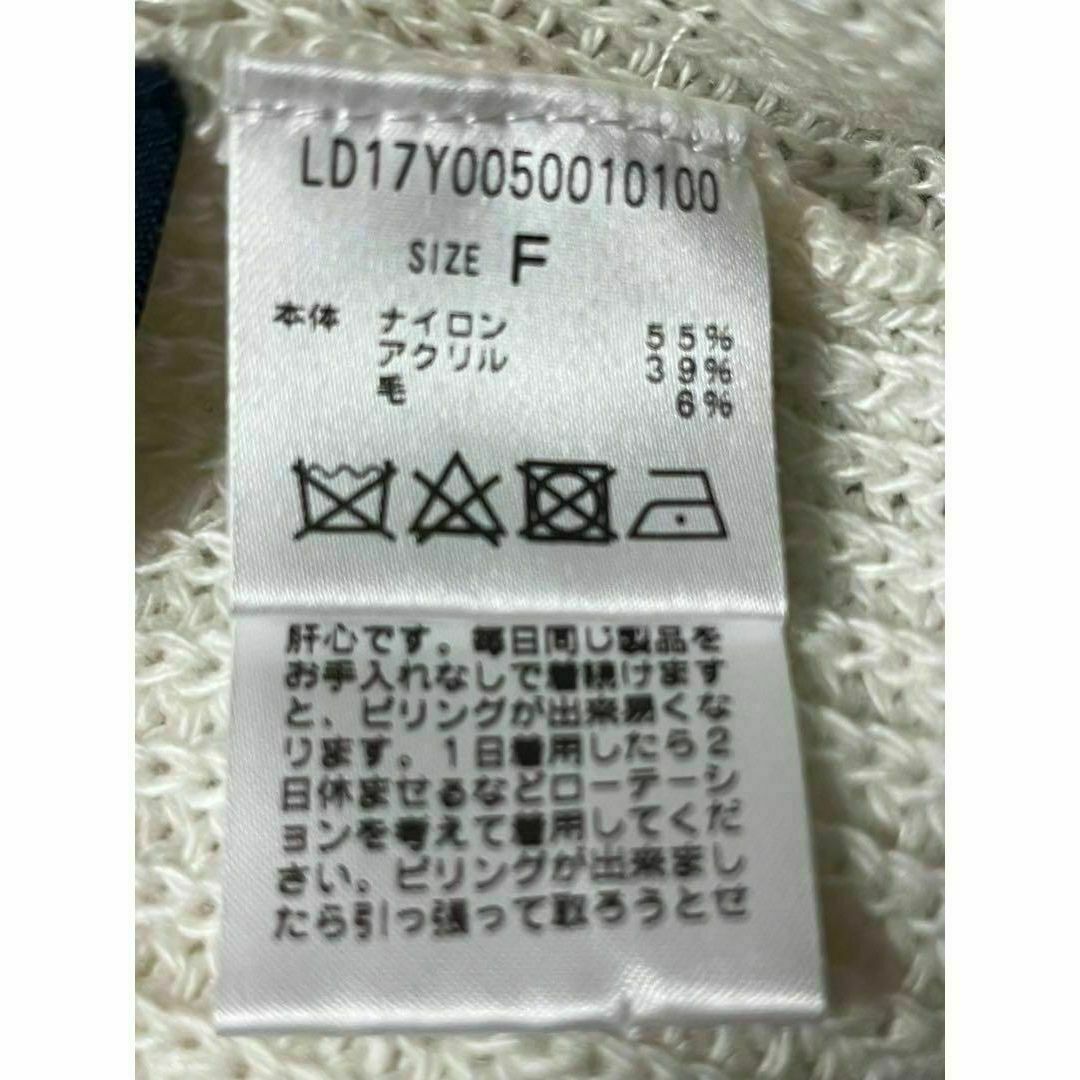 LD17Y0050010100
SIZE F
本体 ナイロン 55%
アクリル 39%
毛 6%
肝心です。毎日同じ製品を
お手入れなしで着続けます
と、ピリングが出来易くな
ります。1日着用したら2
日休ませるなどローテーシ
ョンを考えて着用してくだ
さい。ピリングが出来まし
たら引っ張って取ろうとせ